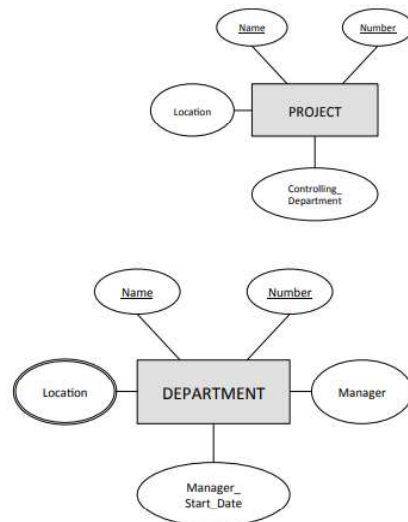 Name
Number
Location
PROJECT
Controlling_
Department
Name
Number
Location
DEPARTMENT
Manager
Manager_
Start_Date